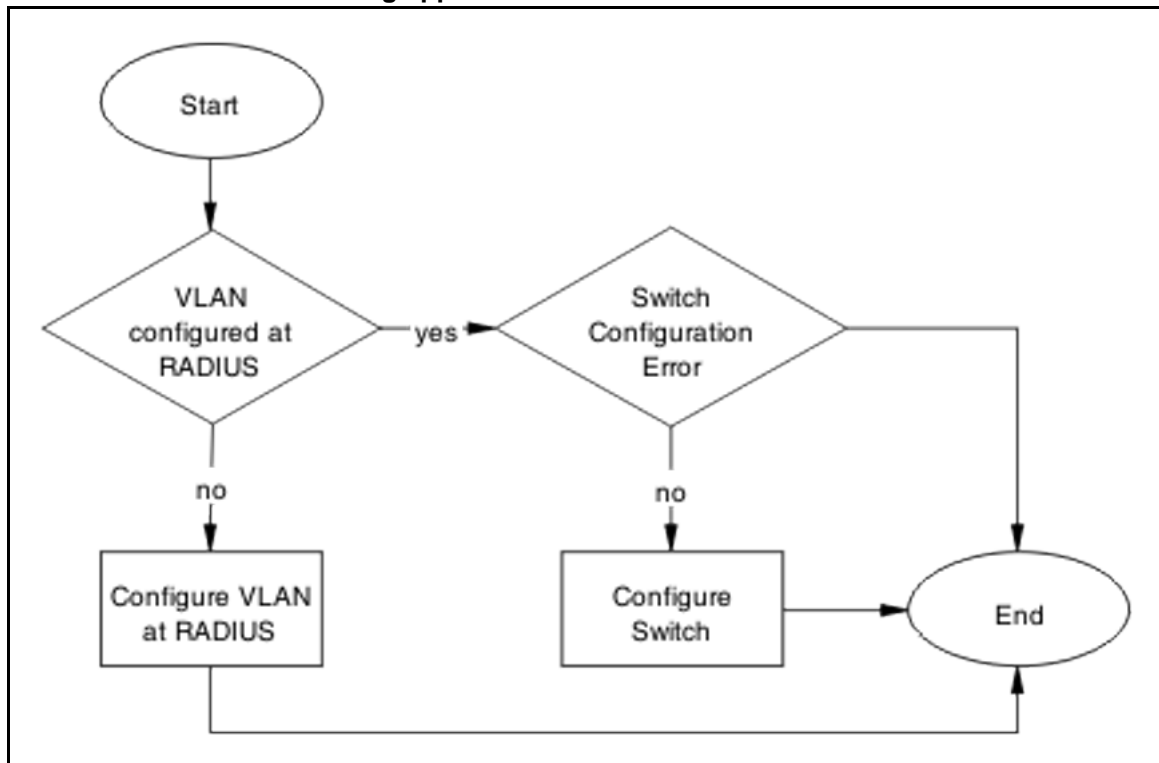 Start
VLAN
configured at
RADIUS
yes
Switch
Configuration
Error
no
no
Configure VLAN
at RADIUS
Configure
Switch
End